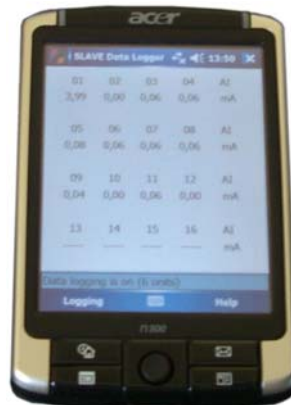 acer
SLAVE Data Logger 13:50
01 02 03 04 AI
3,99 0,00 0,06 0,06 mA
05 06 07 08 AI
0,08 0,06 0,06 0,06 mA
09 10 11 12 AI
0,04 0,00 0,06 0,00 mA
13 14 15 16 AI
----- ----- ----- ----- mA
Data logging is on (6 units)
Logging Help
n300